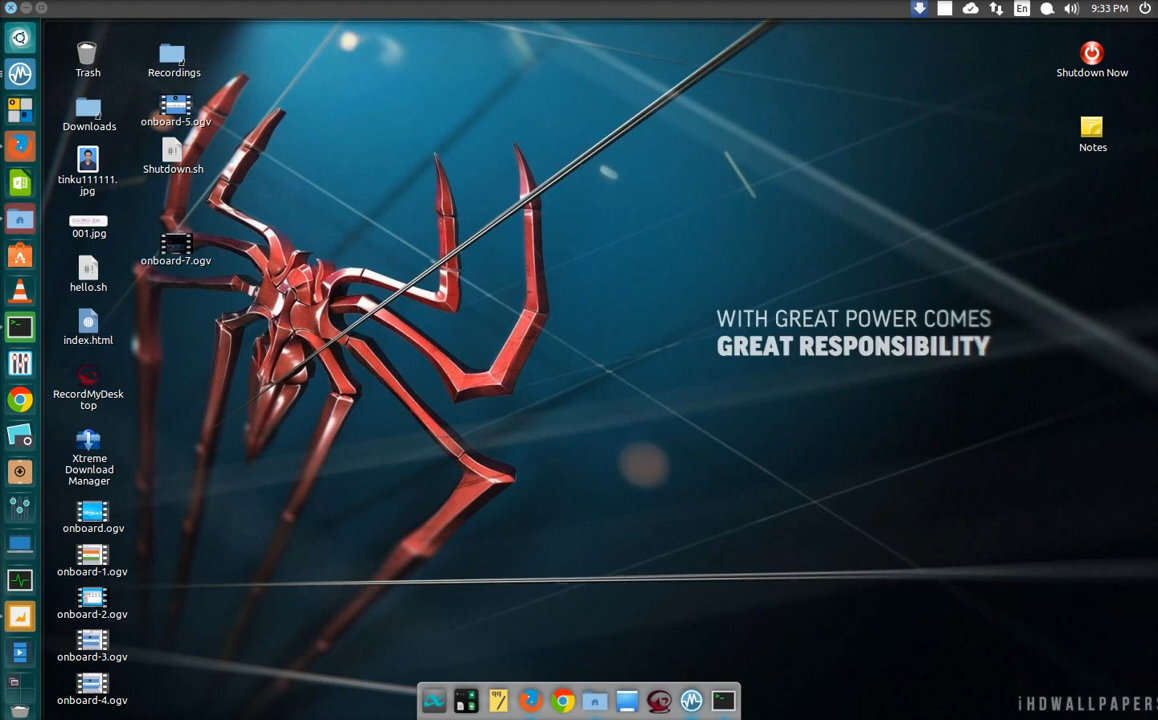 En
9:33 PM
Trash
Recordings
Shutdown Now
Downloads
onboard-5.ogv
Notes
tinku111111.
jpg
Shutdown.sh
001.jpg
onboard-7.ogv
hello.sh
index.html
WITH GREAT POWER COMES
GREAT RESPONSIBILITY
RecordMyDesk
top
Xtreme
Download
Manager
onboard.ogv
onboard-1.ogv
onboard-2.ogv
onboard-3.ogv
onboard-4.ogv
iHDWALLPAPERS